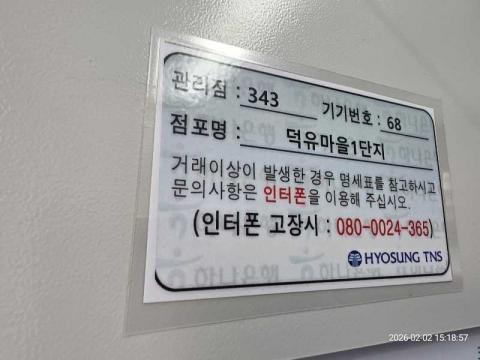 관리점 : 343 기기번호 : 68
점포명 : 덕유마을1단지
거래이상이 발생한 경우 명세표를 참고하시고
문의사항은 인터폰을 이용해 주십시오.
(인터폰 고장시 : 080-0024-365)
HYOSUNG TNS
2026-02-02 15:18:57